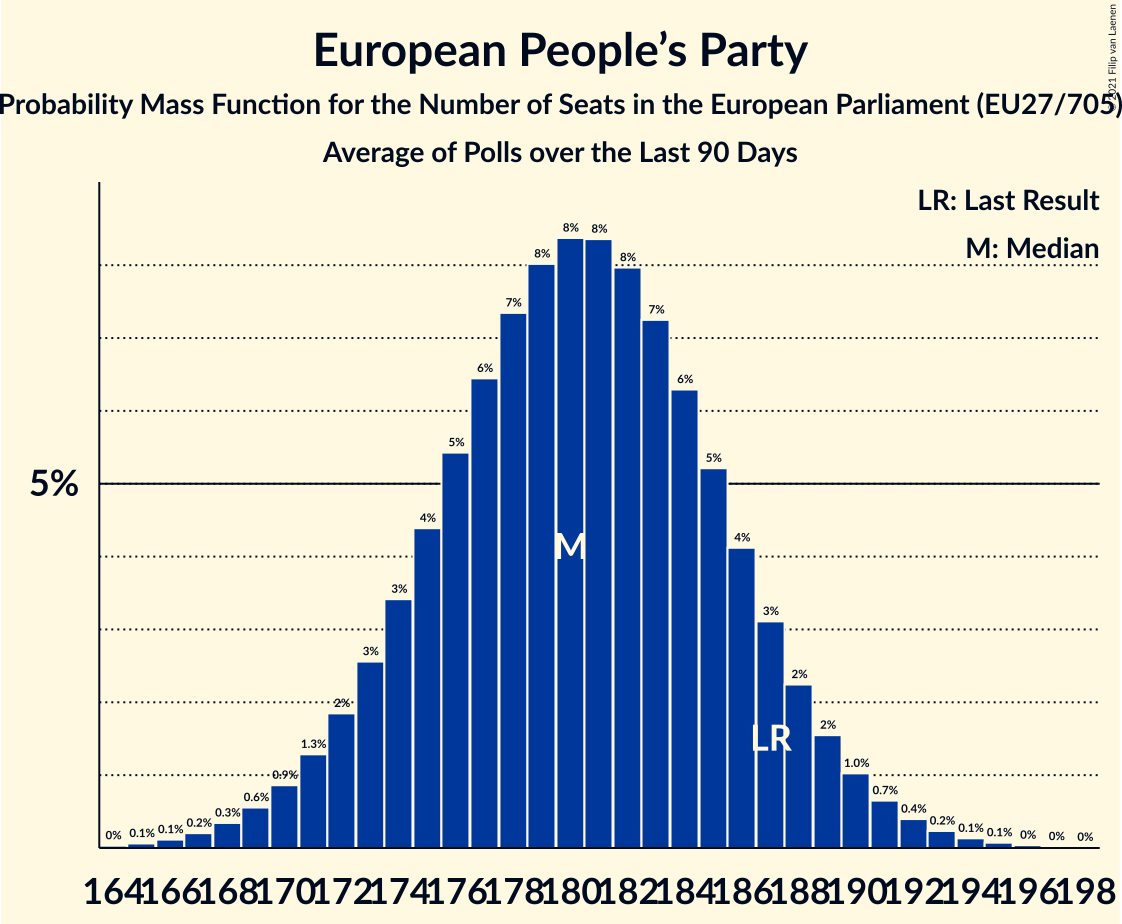 European People’s Party
Probability Mass Function for the Number of Seats in the European Parliament (EU27/705)
Average of Polls over the Last 90 Days
© 2021 Filip van Laenen
LR: Last Result
M: Median
5%
0% 0.1% 0.1% 0.2% 0.3% 0.6% 0.9% 1.3% 2% 3% 3% 4% 5% 6% 7% 8% 8% 8% 8% 7% 6% 5% 4% 3% 2% 2% 1.0% 0.7% 0.4% 0.2% 0.1% 0.1% 0% 0% 0%
M
LR
164 166 168 170 172 174 176 178 180 182 184 186 188 190 192 194 196 198